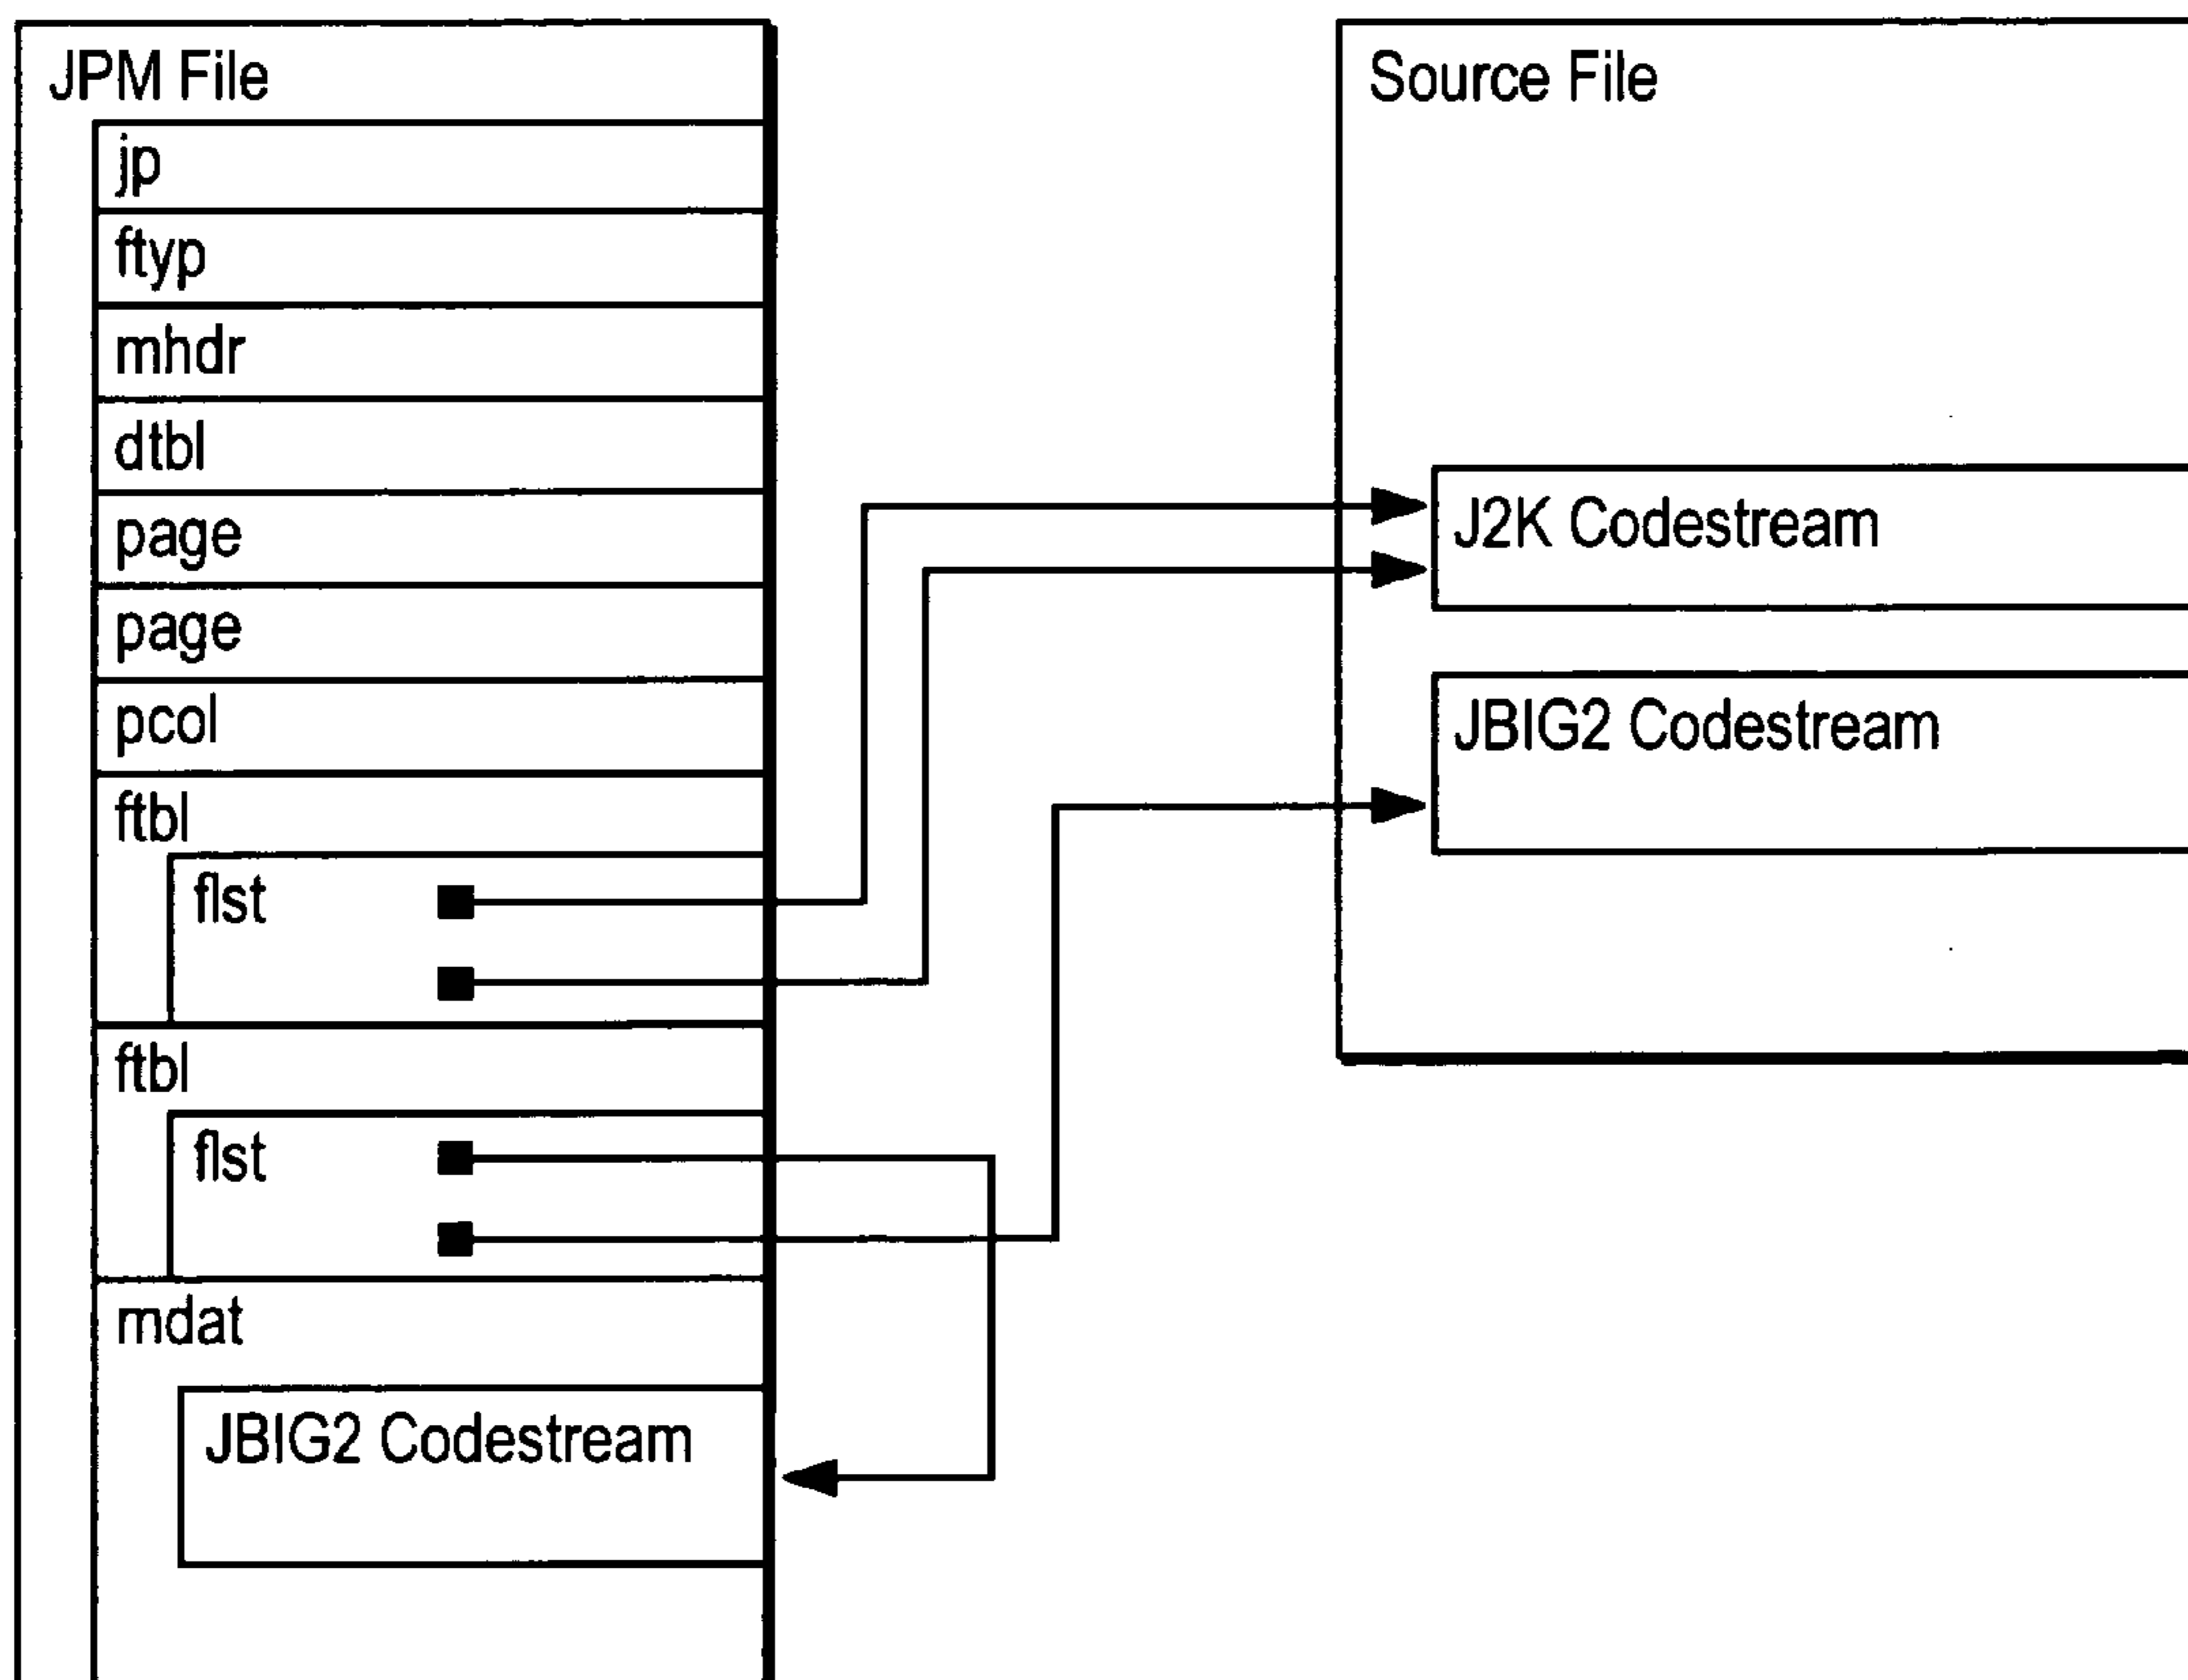 JPM File
jp
ftyp
mhdr
dtbl
page
page
pcol
ftbl
flst
ftbl
flst
mdat
JBIG2 Codestream
Source File
J2K Codestream
JBIG2 Codestream